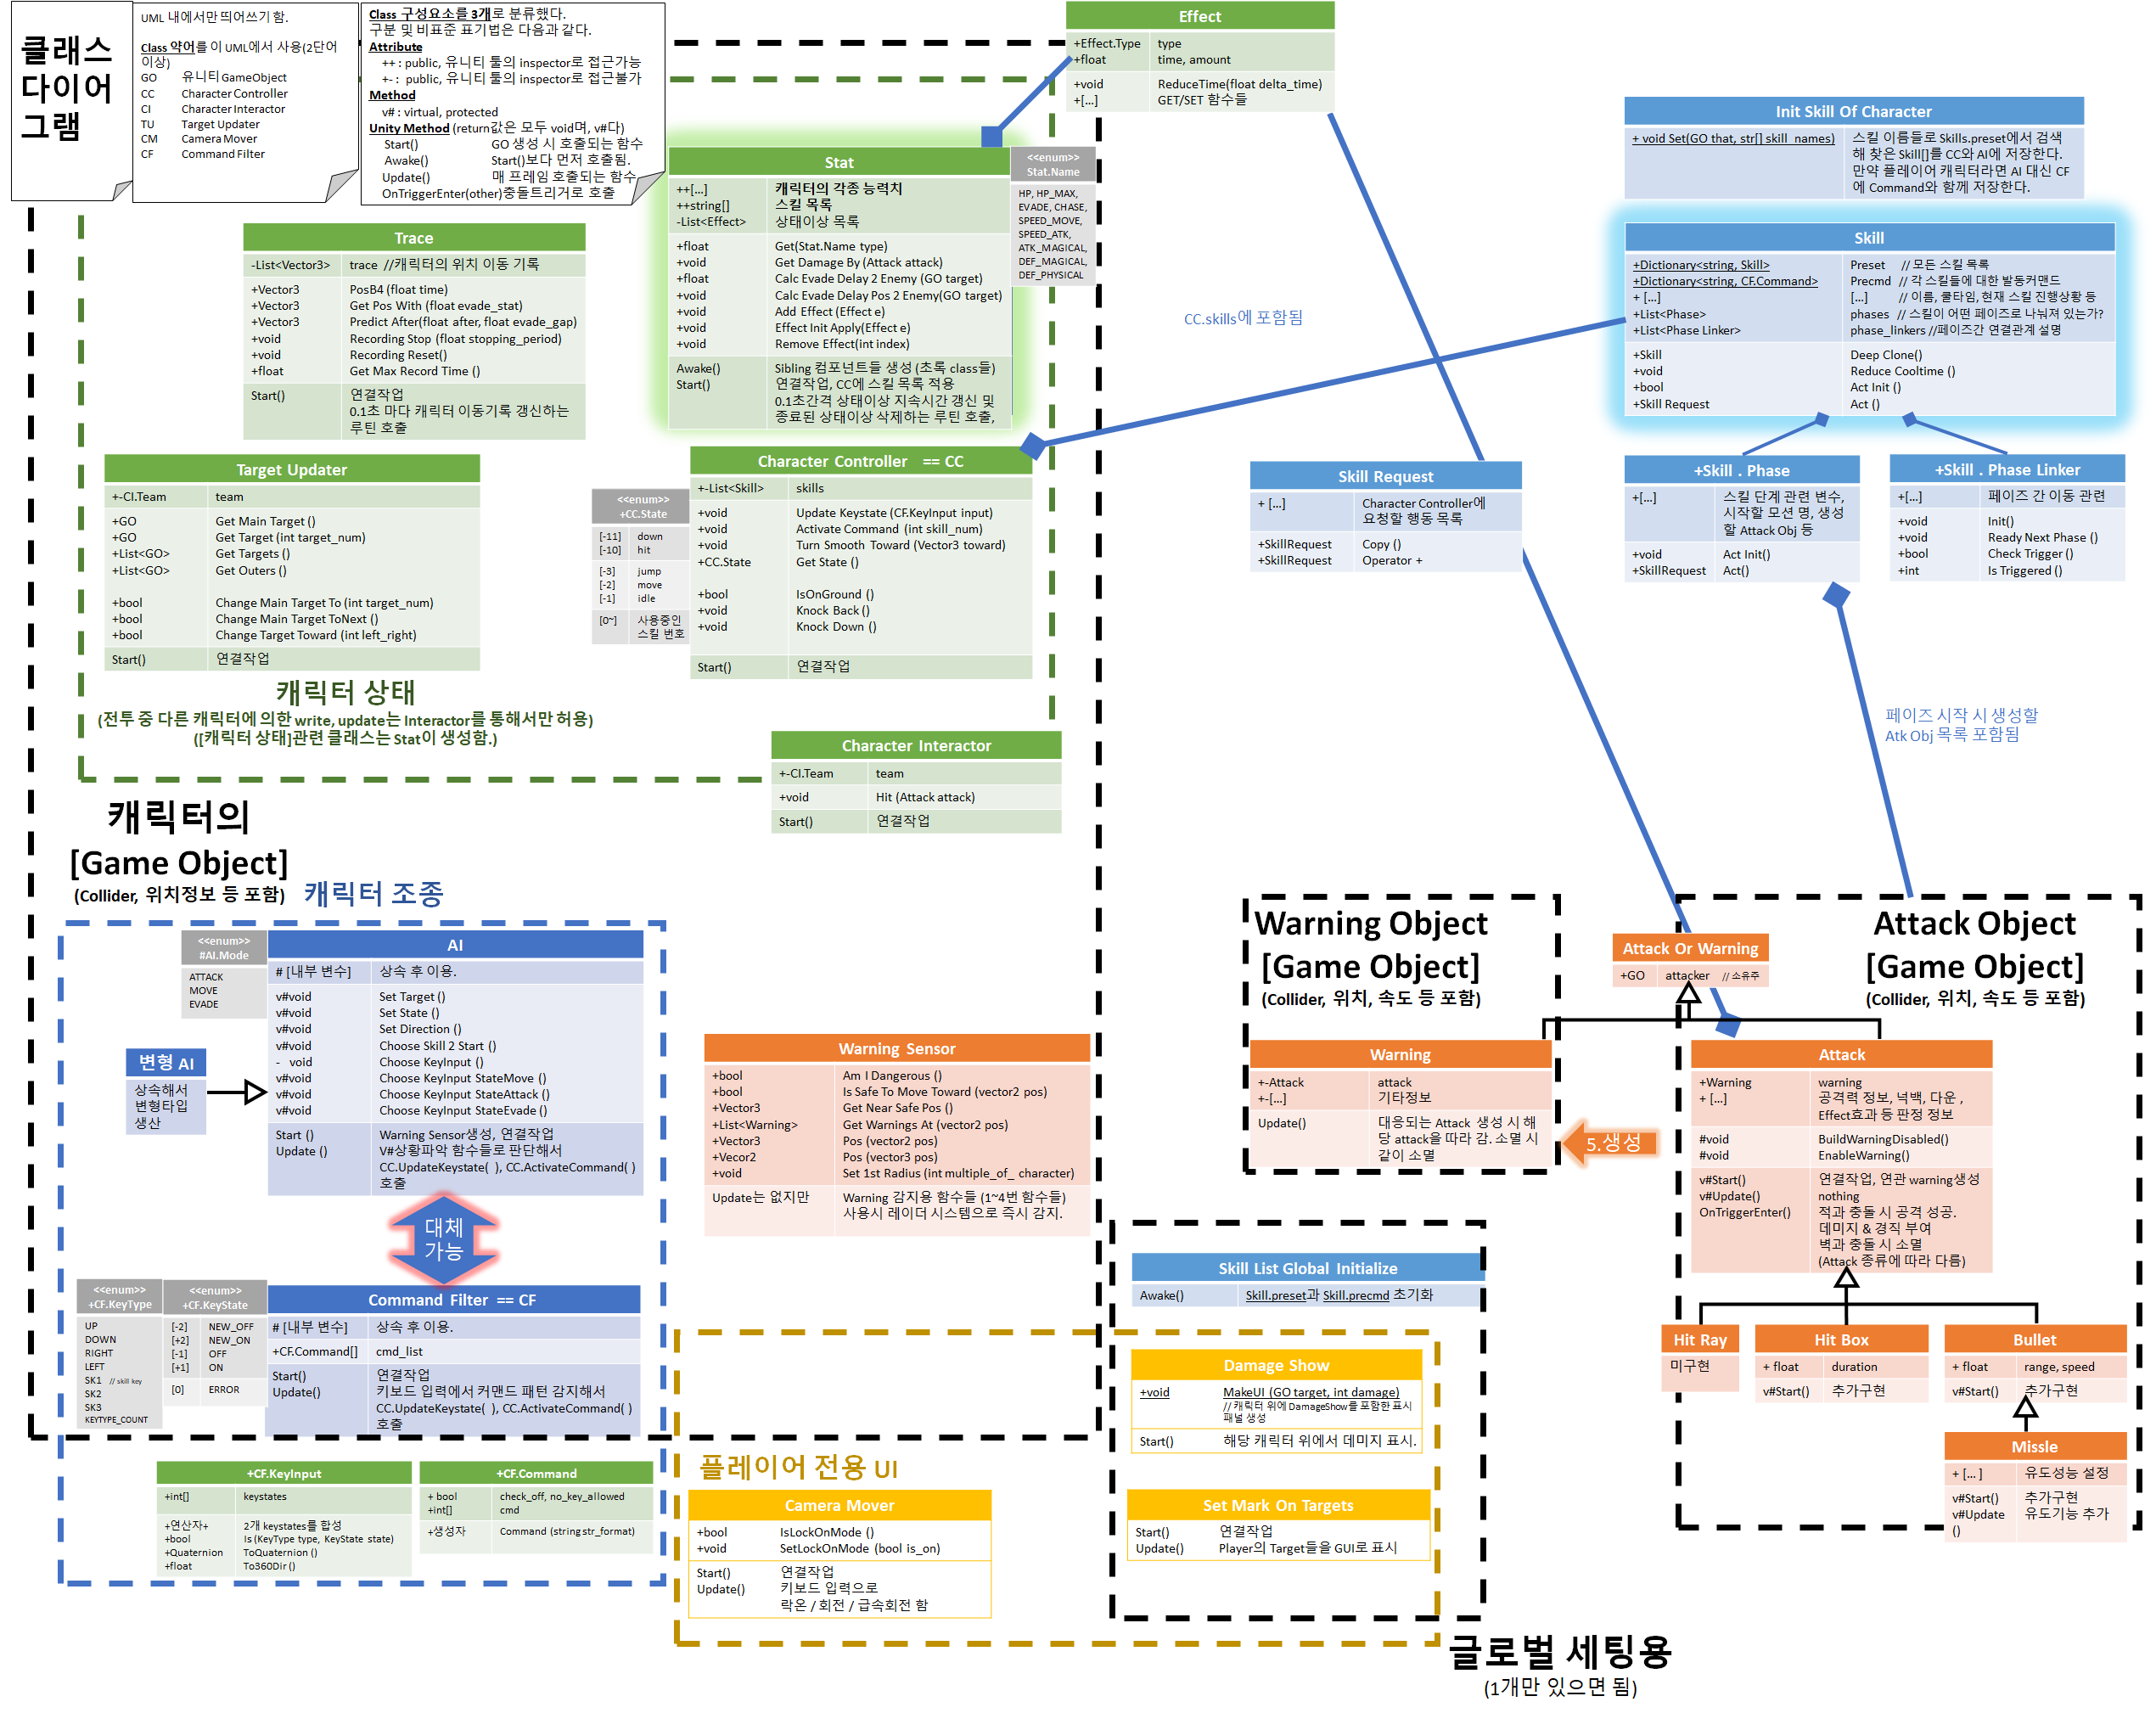 클래스
다이어
그램
UML 내에서만 띄어쓰기 함.
Class 약어를 이 UML에서 사용(2단어
이상)
GO 유니티 GameObject
CC Character Controller
CI Character Interactor
TU Target Updater
CM Camera Mover
CF Command Filter
Class 구성요소를 3개로 분류했다.
구분 및 비표준 표기법은 다음과 같다.
Attribute
++ : public, 유니티 툴의 inspector로 접근가능
+- : public, 유니티 툴의 inspector로 접근불가
Method
v# : virtual, protected
Unity Method (return값은 모두 void며, v#다)
Start() GO 생성 시 호출되는 함수
Awake() Start()보다 먼저 호출됨.
Update() 매 프레임 호출되는 함수
OnTriggerEnter(other)충돌트리거로 호출
Effect
+Effect.Type type
+float time, amount
+void ReduceTime(float delta_time)
+[...] GET/SET 함수들
Stat
++[...] 캐릭터의 각종 능력치
++string[] 스킬 목록
-List<Effect> 상태이상 목록
+float Get(Stat.Name type)
+void Get Damage By (Attack attack)
+float Calc Evade Delay 2 Enemy (GO target)
+void Calc Evade Delay Pos 2 Enemy(GO target)
+void Add Effect (Effect e)
+void Effect Init Apply(Effect e)
+void Remove Effect(int index)
Awake() Sibling 컴포넌트들 생성 (초록 class들)
Start() 연결작업, CC에 스킬 목록 적용
0.1초간격 상태이상 지속시간 갱신 및
종료된 상태이상 삭제하는 루틴 호출,
<<enum>>
Stat.Name
HP, HP_MAX,
EVADE, CHASE,
SPEED_MOVE,
SPEED_ATK,
ATK_MAGICAL,
DEF_MAGICAL,
DEF_PHYSICAL
Init Skill Of Character
+ void Set(GO that, str[] skill_names) 스킬 이름들로 Skills.preset에서 검색
해 찾은 Skill[]를 CC와 AI에 저장한다.
만약 플레이어 캐릭터라면 AI 대신 CF
에 Command와 함께 저장한다.
Trace
-List<Vector3> trace //캐릭터의 위치 이동 기록
+Vector3 PosB4 (float time)
+Vector3 Get Pos With (float evade_stat)
+Vector3 Predict After(float after, float evade_gap)
+void Recording Stop (float stopping_period)
+void Recording Reset()
+float Get Max Record Time ()
Start() 연결작업
0.1초 마다 캐릭터 이동기록 갱신하는
루틴 호출
Skill
+Dictionary<string, Skill> Preset // 모든 스킬 목록
+Dictionary<string, CF.Command> Precmd // 각 스킬들에 대한 발동커맨드
+ [...] [...] // 이름, 쿨타임, 현재 스킬 진행상황 등
+List<Phase> phases // 스킬이 어떤 페이즈로 나눠져 있는가?
+List<Phase Linker> phase_linkers //페이즈간 연결관계 설명
+Skill Deep Clone()
+void Reduce Cooltime ()
+bool Act Init ()
+Skill Request Act ()
CC.skills에 포함됨
Target Updater
+-CI.Team team
+GO Get Main Target ()
+GO Get Target (int target_num)
+List<GO> Get Targets ()
+List<GO> Get Outers ()
+bool Change Main Target To (int target_num)
+bool Change Main Target ToNext ()
+bool Change Target Toward (int left_right)
Start() 연결작업
<<enum>>
+CC.State
[-11] down
[-10] hit
[-3] jump
[-2] move
[-1] idle
[0~] 사용중인
스킬 번호
Character Controller == CC
+-List<Skill> skills
+void Update Keystate (CF.KeyInput input)
+void Activate Command (int skill_num)
+void Turn Smooth Toward (Vector3 toward)
+CC.State Get State ()
+bool IsOnGround ()
+void Knock Back ()
+void Knock Down ()
Start() 연결작업
Skill Request
+ [...] Character Controller에
요청할 행동 목록
+SkillRequest Copy ()
+SkillRequest Operator +
+Skill . Phase
+[...] 스킬 단계 관련 변수,
시작할 모션 명, 생성
할 Attack Obj 등
+void Act Init()
+SkillRequest Act()
+Skill . Phase Linker
+[...] 페이즈 간 이동 관련
+void Init()
+void Ready Next Phase ()
+bool Check Trigger ()
+int Is Triggered ()
캐릭터 상태
(전투 중 다른 캐릭터에 의한 write, update는 Interactor를 통해서만 허용)
([캐릭터 상태]관련 클래스는 Stat이 생성함.)
페이즈 시작 시 생성할
Atk Obj 목록 포함됨
Character Interactor
+-CI.Team team
+void Hit (Attack attack)
Start() 연결작업
캐릭터의
[Game Object]
(Collider, 위치정보 등 포함)
캐릭터 조종
<<enum>>
#AI.Mode
ATTACK
MOVE
EVADE
AI
# [내부 변수] 상속 후 이용.
v#void Set Target ()
v#void Set State ()
v#void Set Direction ()
v#void Choose Skill 2 Start ()
- void Choose KeyInput ()
v#void Choose KeyInput StateMove ()
v#void Choose KeyInput StateAttack ()
v#void Choose KeyInput StateEvade ()
Start () Warning Sensor생성, 연결작업
Update () V#상황파악 함수들로 판단해서
CC.UpdateKeystate( ), CC.ActivateCommand( )
호출
변형 AI
상속해서
변형타입
생산
대체
가능
Warning Sensor
+bool Am I Dangerous ()
+bool Is Safe To Move Toward (vector2 pos)
+Vector3 Get Near Safe Pos ()
+List<Warning> Get Warnings At (vector2 pos)
+Vector3 Pos (vector2 pos)
+Vecor2 Pos (vector3 pos)
+void Set 1st Radius (int multiple_of_ character)
Update는 없지만 Warning 감지용 함수들 (1~4번 함수들)
사용시 레이더 시스템으로 즉시 감지.
Warning Object
[Game Object]
(Collider, 위치, 속도 등 포함)
Warning
+-Attack attack
+-[...] 기타정보
Update() 대응되는 Attack 생성 시 해
당 attack을 따라 감. 소멸 시
같이 소멸
5.생성
Attack Or Warning
+GO attacker // 소유주
Attack Object
[Game Object]
(Collider, 위치, 속도 등 포함)
Attack
+Warning warning
+ [...] 공격력 정보, 넉백, 다운 ,
Effect효과 등 판정 정보
#void BuildWarningDisabled()
#void EnableWarning()
v#Start() 연결작업, 연관 warning생성
v#Update() nothing
OnTriggerEnter() 적과 충돌 시 공격 성공.
데미지 & 경직 부여
벽과 충돌 시 소멸
(Attack 종류에 따라 다름)
Hit Ray
미구현
Hit Box
+ float duration
v#Start() 추가구현
Bullet
+ float range, speed
v#Start() 추가구현
Missle
+ [... ] 유도성능 설정
v#Start() 추가구현
v#Update 유도기능 추가
()
<<enum>>
+CF.KeyType
UP
DOWN
RIGHT
LEFT
SK1 // skill key
SK2
SK3
KEYTYPE_COUNT
<<enum>>
+CF.KeyState
[-2] NEW_OFF
[+2] NEW_ON
[-1] OFF
[+1] ON
[0] ERROR
Command Filter == CF
# [내부 변수] 상속 후 이용.
+CF.Command[] cmd_list
Start() 연결작업
Update() 키보드 입력에서 커맨드 패턴 감지해서
CC.UpdateKeystate( ), CC.ActivateCommand( )
호출
+CF.KeyInput
+int[] keystates
+연산자+ 2개 keystates를 합성
+bool Is (KeyType type, KeyState state)
+Quaternion ToQuaternion ()
+float To360Dir ()
+CF.Command
+ bool check_off, no_key_allowed
+int[] cmd
+생성자 Command (string str_format)
Skill List Global Initialize
Awake() Skill.preset과 Skill.precmd 초기화
Damage Show
+void MakeUI (GO target, int damage)
// 캐릭터 위에 DamageShow를 포함한 표시
패널 생성
Start() 해당 캐릭터 위에서 데미지 표시.
플레이어 전용 UI
Camera Mover
+bool IsLockOnMode ()
+void SetLockOnMode (bool is_on)
Start() 연결작업
Update() 키보드 입력으로
락온 / 회전 / 급속회전 함
Set Mark On Targets
Start() 연결작업
Update() Player의 Target들을 GUI로 표시
글로벌 세팅용
(1개만 있으면 됨)